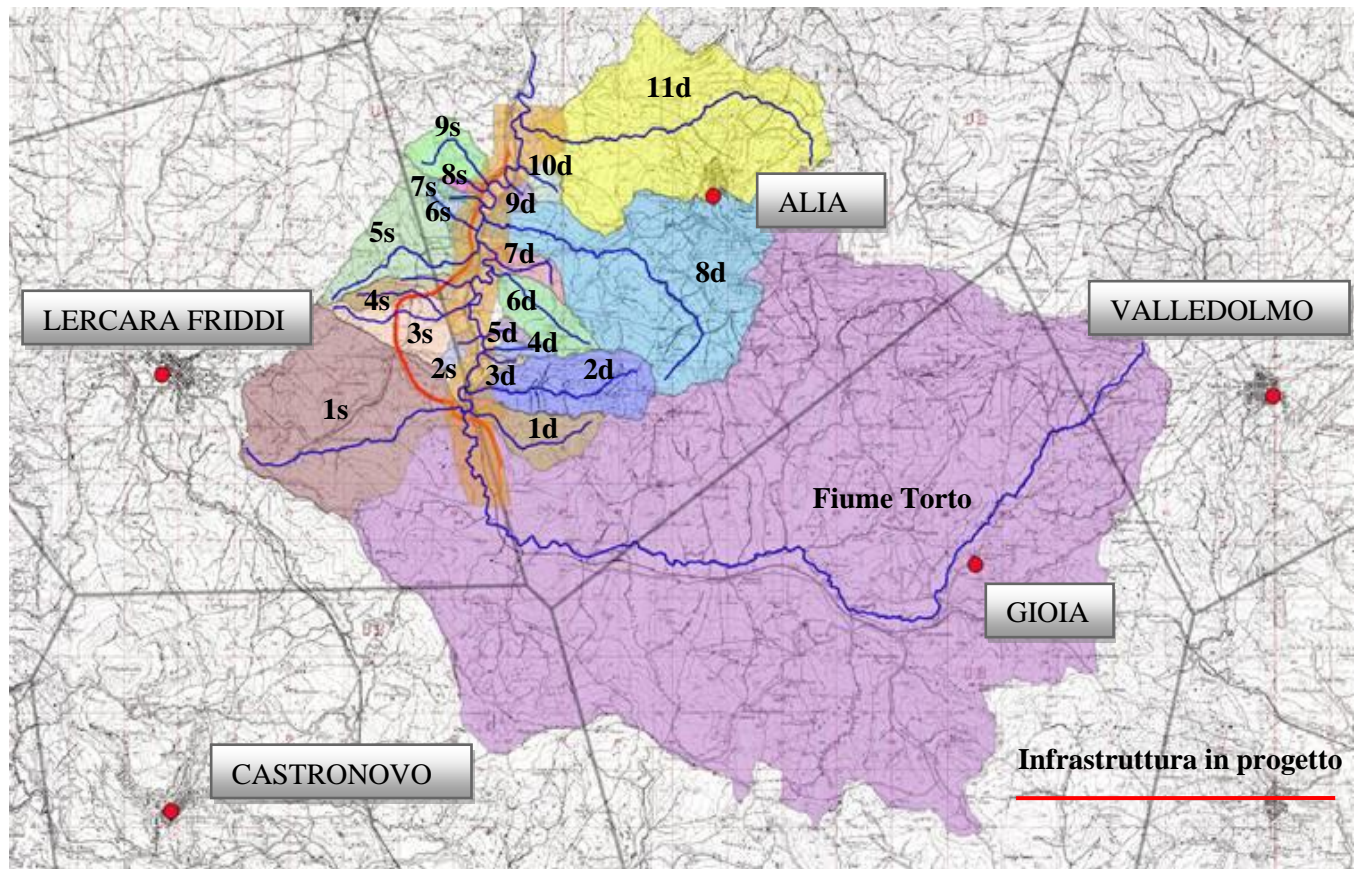 11d
9s
10d
8s
7s
9d
6s
ALIA
5s
7d
8d
4s
6d
LERCARA FRIDDI
VALLEDOLMO
3s
5d
4d
2s
3d
2d
1s
1d
Fiume Torto
GIOIA
CASTRONOVO
Infrastruttura in progetto